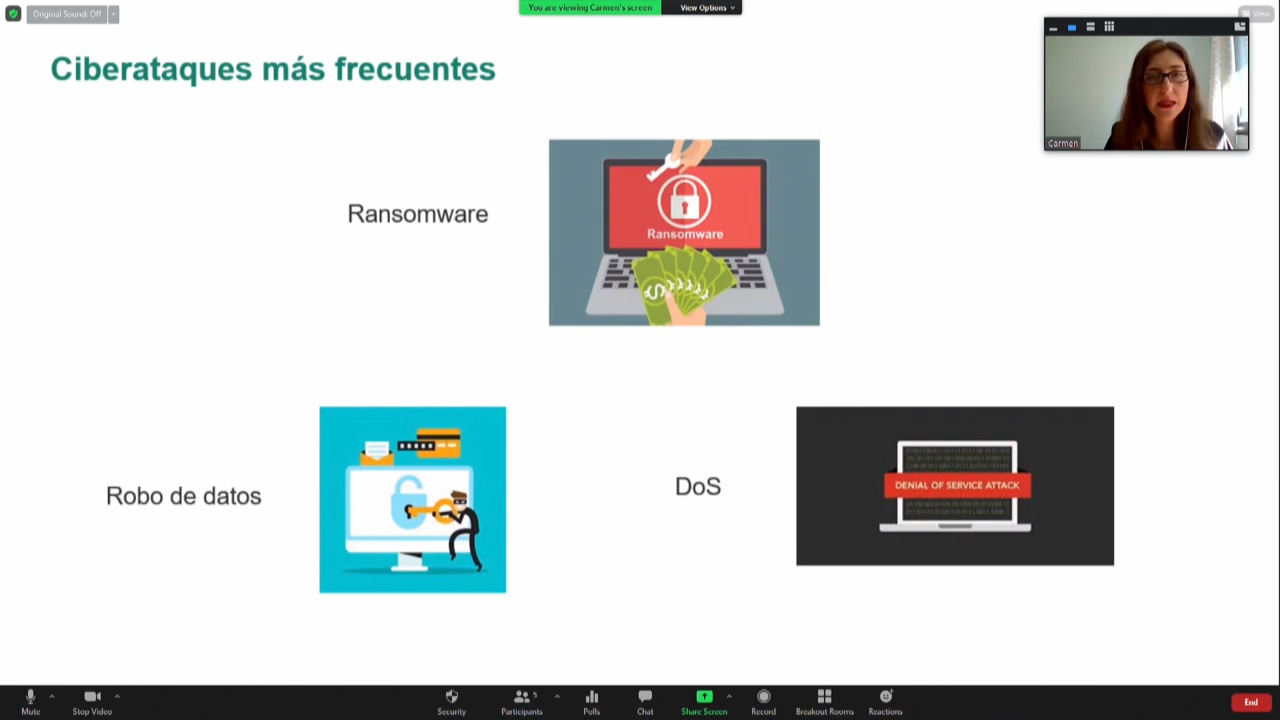 Original Sound: Off
You are viewing Carmen's screen
View Options
View
Ciberataques más frecuentes
Carmen
Ransomware
Ransomware
Robo de datos
DoS
DENIAL OF SERVICE ATTACK
Mute
Stop Video
Security
Participants
5
Polls
Chat
Share Screen
Record
Breakout Rooms
Reactions
End